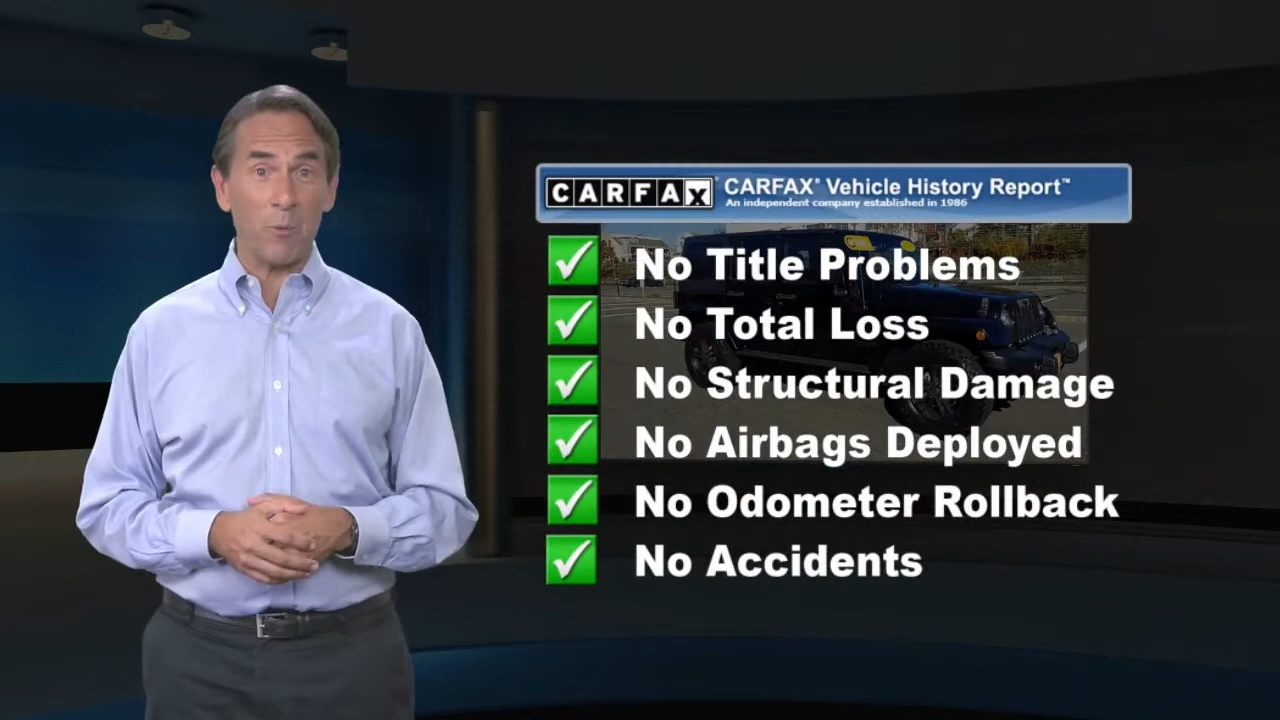 CARFAX CARFAX® Vehicle History Report™
An independent company established in 1986
No Title Problems
No Total Loss
No Structural Damage
No Airbags Deployed
No Odometer Rollback
No Accidents